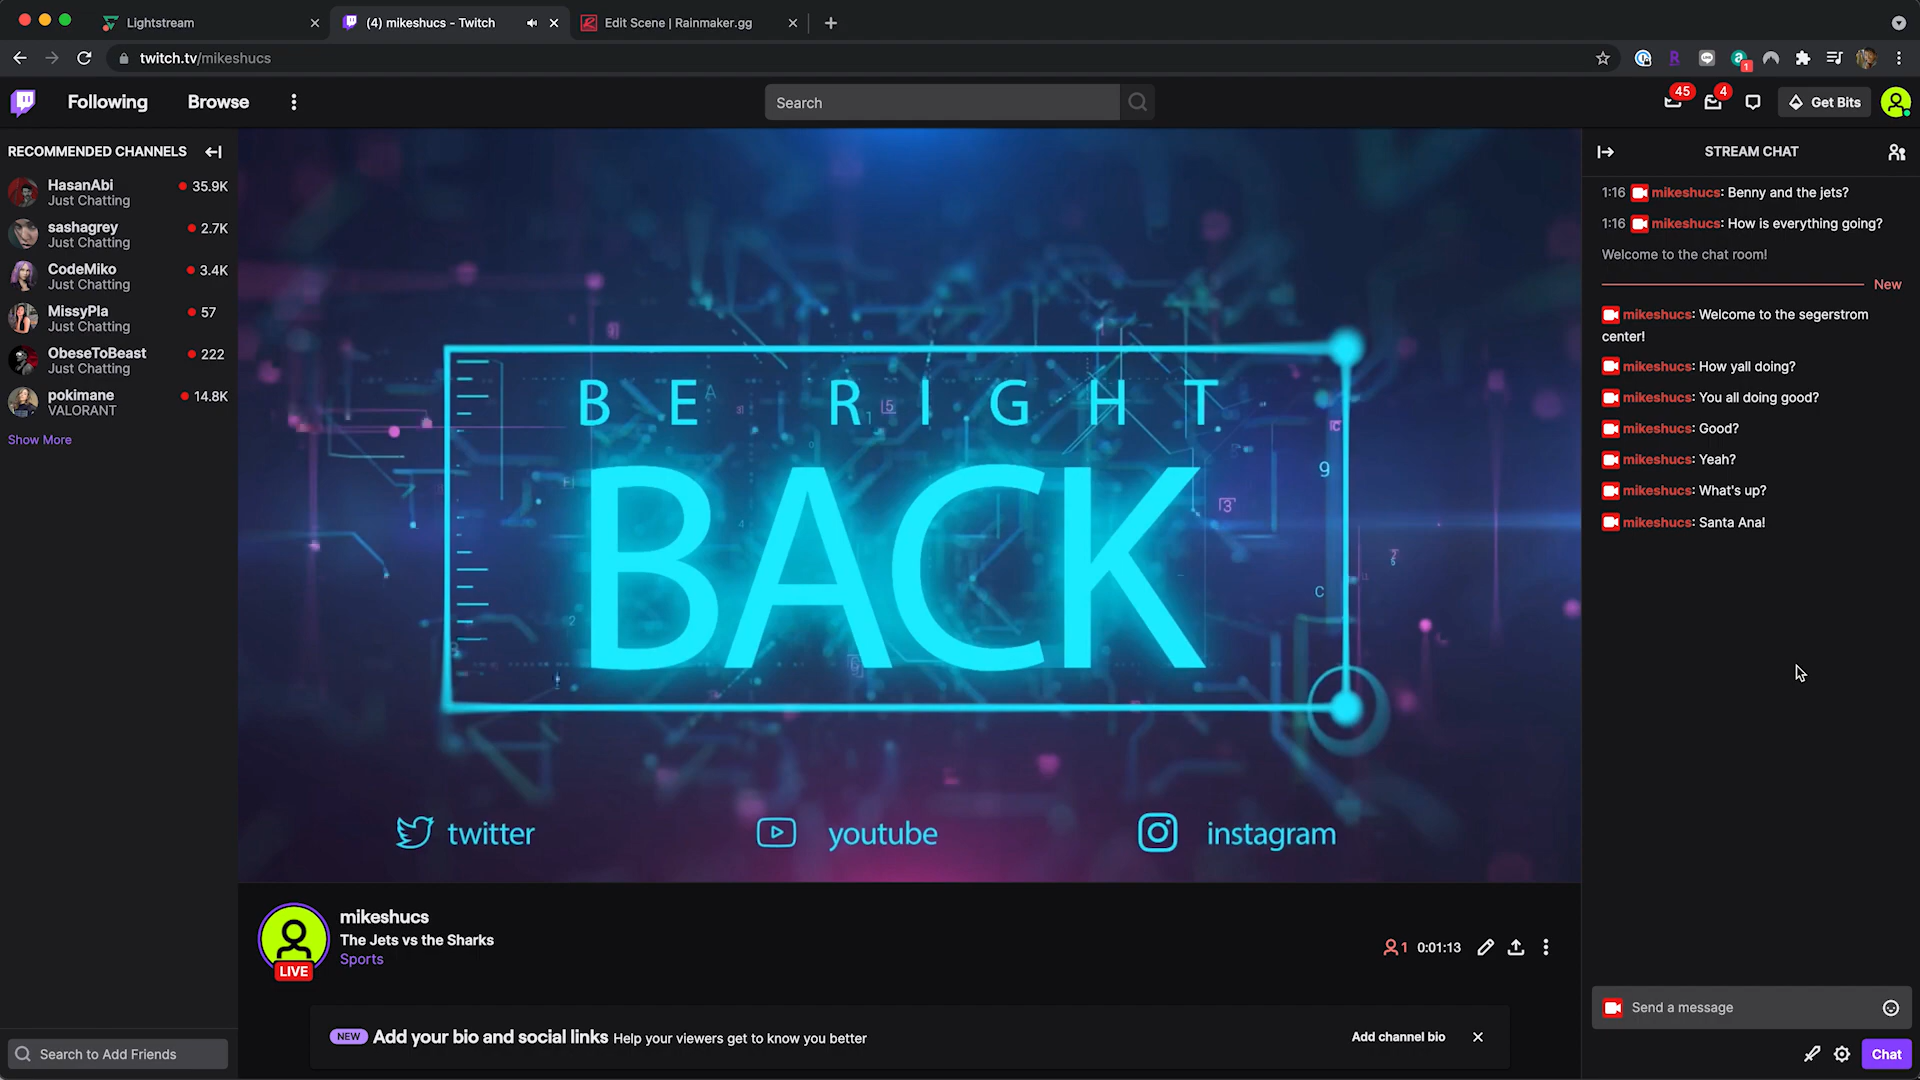 Lightstream
(4) mikeshucs - Twitch
Edit Scene | Rainmaker.gg
twitch.tv/mikeshucs
1
Following
Browse
Search
45
4
Get Bits
RECOMMENDED CHANNELS
HasanAbi
35.9K
Just Chatting
sashagrey
2.7K
Just Chatting
CodeMiko
3.4K
Just Chatting
MissyPla
57
Just Chatting
ObeseToBeast
222
Just Chatting
pokimane
14.8K
VALORANT
Show More
Search to Add Friends
BE RIGHT
BACK
twitter
youtube
instagram
mikeshucs
The Jets vs the Sharks
Sports
LIVE
1
0:01:13
NEW
Add your bio and social links Help your viewers get to know you better
Add channel bio
STREAM CHAT
1:16 mikeshucs: Benny and the jets?
1:16 mikeshucs: How is everything going?
Welcome to the chat room!
New
mikeshucs: Welcome to the segerstrom
center!
mikeshucs: How yall doing?
mikeshucs: You all doing good?
mikeshucs: Good?
mikeshucs: Yeah?
mikeshucs: What's up?
mikeshucs: Santa Ana!
Send a message
Chat